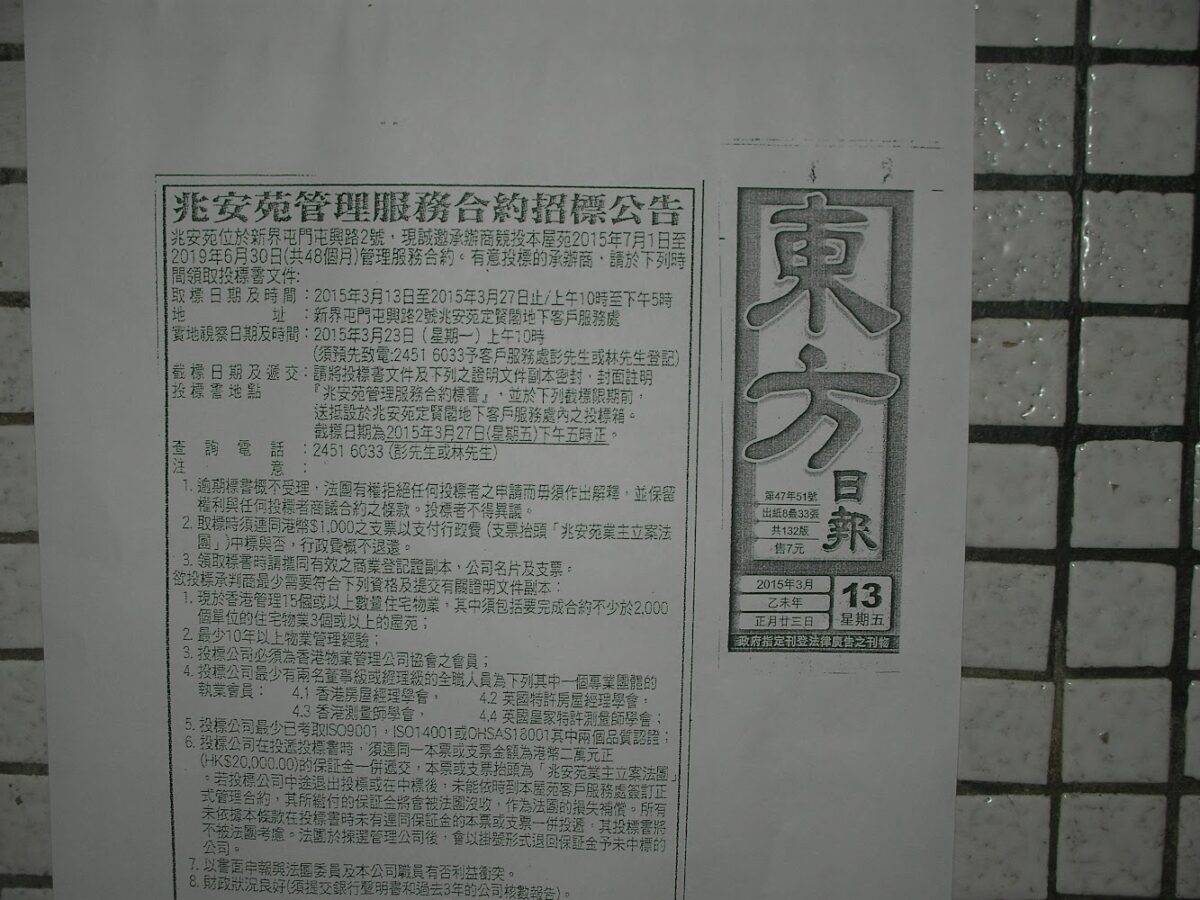 兆安苑管理服務合約招標公告
兆安苑位於新界屯門屯興路2號，現誠邀承辦商競投本屋苑2015年7月1日至
2019年6月30日(共48個月)管理服務合約。有意投標的承辦商，請於下列時
間領取投標書文件:
取標日期及時間：2015年3月13日至2015年3月27日止/上午10時至下午5時
地址：新界屯門屯興路2號兆安苑定賢閣地下客戶服務處
實地視察日期及時間：2015年3月23日（星期一）上午10時
(須預先致電:2451 6033予客戶服務處彭先生或林先生登記)
截標日期及遞交：請將投標書文件及下列之證明文件副本密封，封面註明
投標書地點 『兆安苑管理服務合約標書』，並於下列截標限期前，
送抵設於兆安苑定賢閣地下客戶服務處內之投標箱。
截標日期為2015年3月27日(星期五)下午五時正。
查詢電話：2451 6033 (彭先生或林先生)
注意：
1. 逾期標書概不受理，法團有權拒絕任何投標者之申請而毋須作出解釋，並保留
權利與任何投標者商議合約之條款。投標者不得異議。
2. 取標時須連同港幣$1,000之支票以支付行政費 (支票抬頭「兆安苑業主立案法
團」)中標與否，行政費概不退還。
3. 領取標書時請攜同有效之商業登記證副本，公司名片及支票。
欲投標承判商最少需要符合下列資格及提交有關證明文件副本：
1. 現於香港管理15個或以上數量住宅物業，其中須包括要完成合約不少於2,000
個單位的住宅物業3個或以上的屋苑；
2. 最少10年以上物業管理經驗；
3. 投標公司必須為香港物業管理公司協會之會員；
4. 投標公司最少有兩名董事級或經理級的全職人員為下列其中一個專業團體的
執業會員： 4.1 香港房屋經理學會， 4.2 英國特許房屋經理學會，
4.3 香港測量師學會， 4.4 英國皇家特許測量師學會；
5. 投標公司最少已考取ISO9001，ISO14001或OHSAS18001其中兩個品質認證；
6. 投標公司在投遞投標書時，須連同一本票或支票金額為港幣二萬元正
(HK$20,000.00)的保証金一併遞交，本票或支票抬頭為「兆安苑業主立案法團」
。若投標公司中途退出投標或在中標後，未能依時到本屋苑客戶服務處簽訂正
式管理合約，其所繳付的保証金將會被法團沒收，作為法團的損失補償。所有
未依據本條款在投標書時未有連同保証金的本票或支票一併投遞，其投標書將
不被法團考慮。法團於揀選管理公司後，會以掛號形式退回保証金予未中標的
公司。
7. 以書面申報與法團委員及本公司職員有否利益衝突。
8. 財政狀況良好(須提交銀行聲明書和過去3年的公司核數報告)。
東方日報
第47年51號
出紙8疊33張
共132版
售7元
2015年3月
乙未年
正月廿三日
13
星期五
政府指定刊登法律廣告之刊物